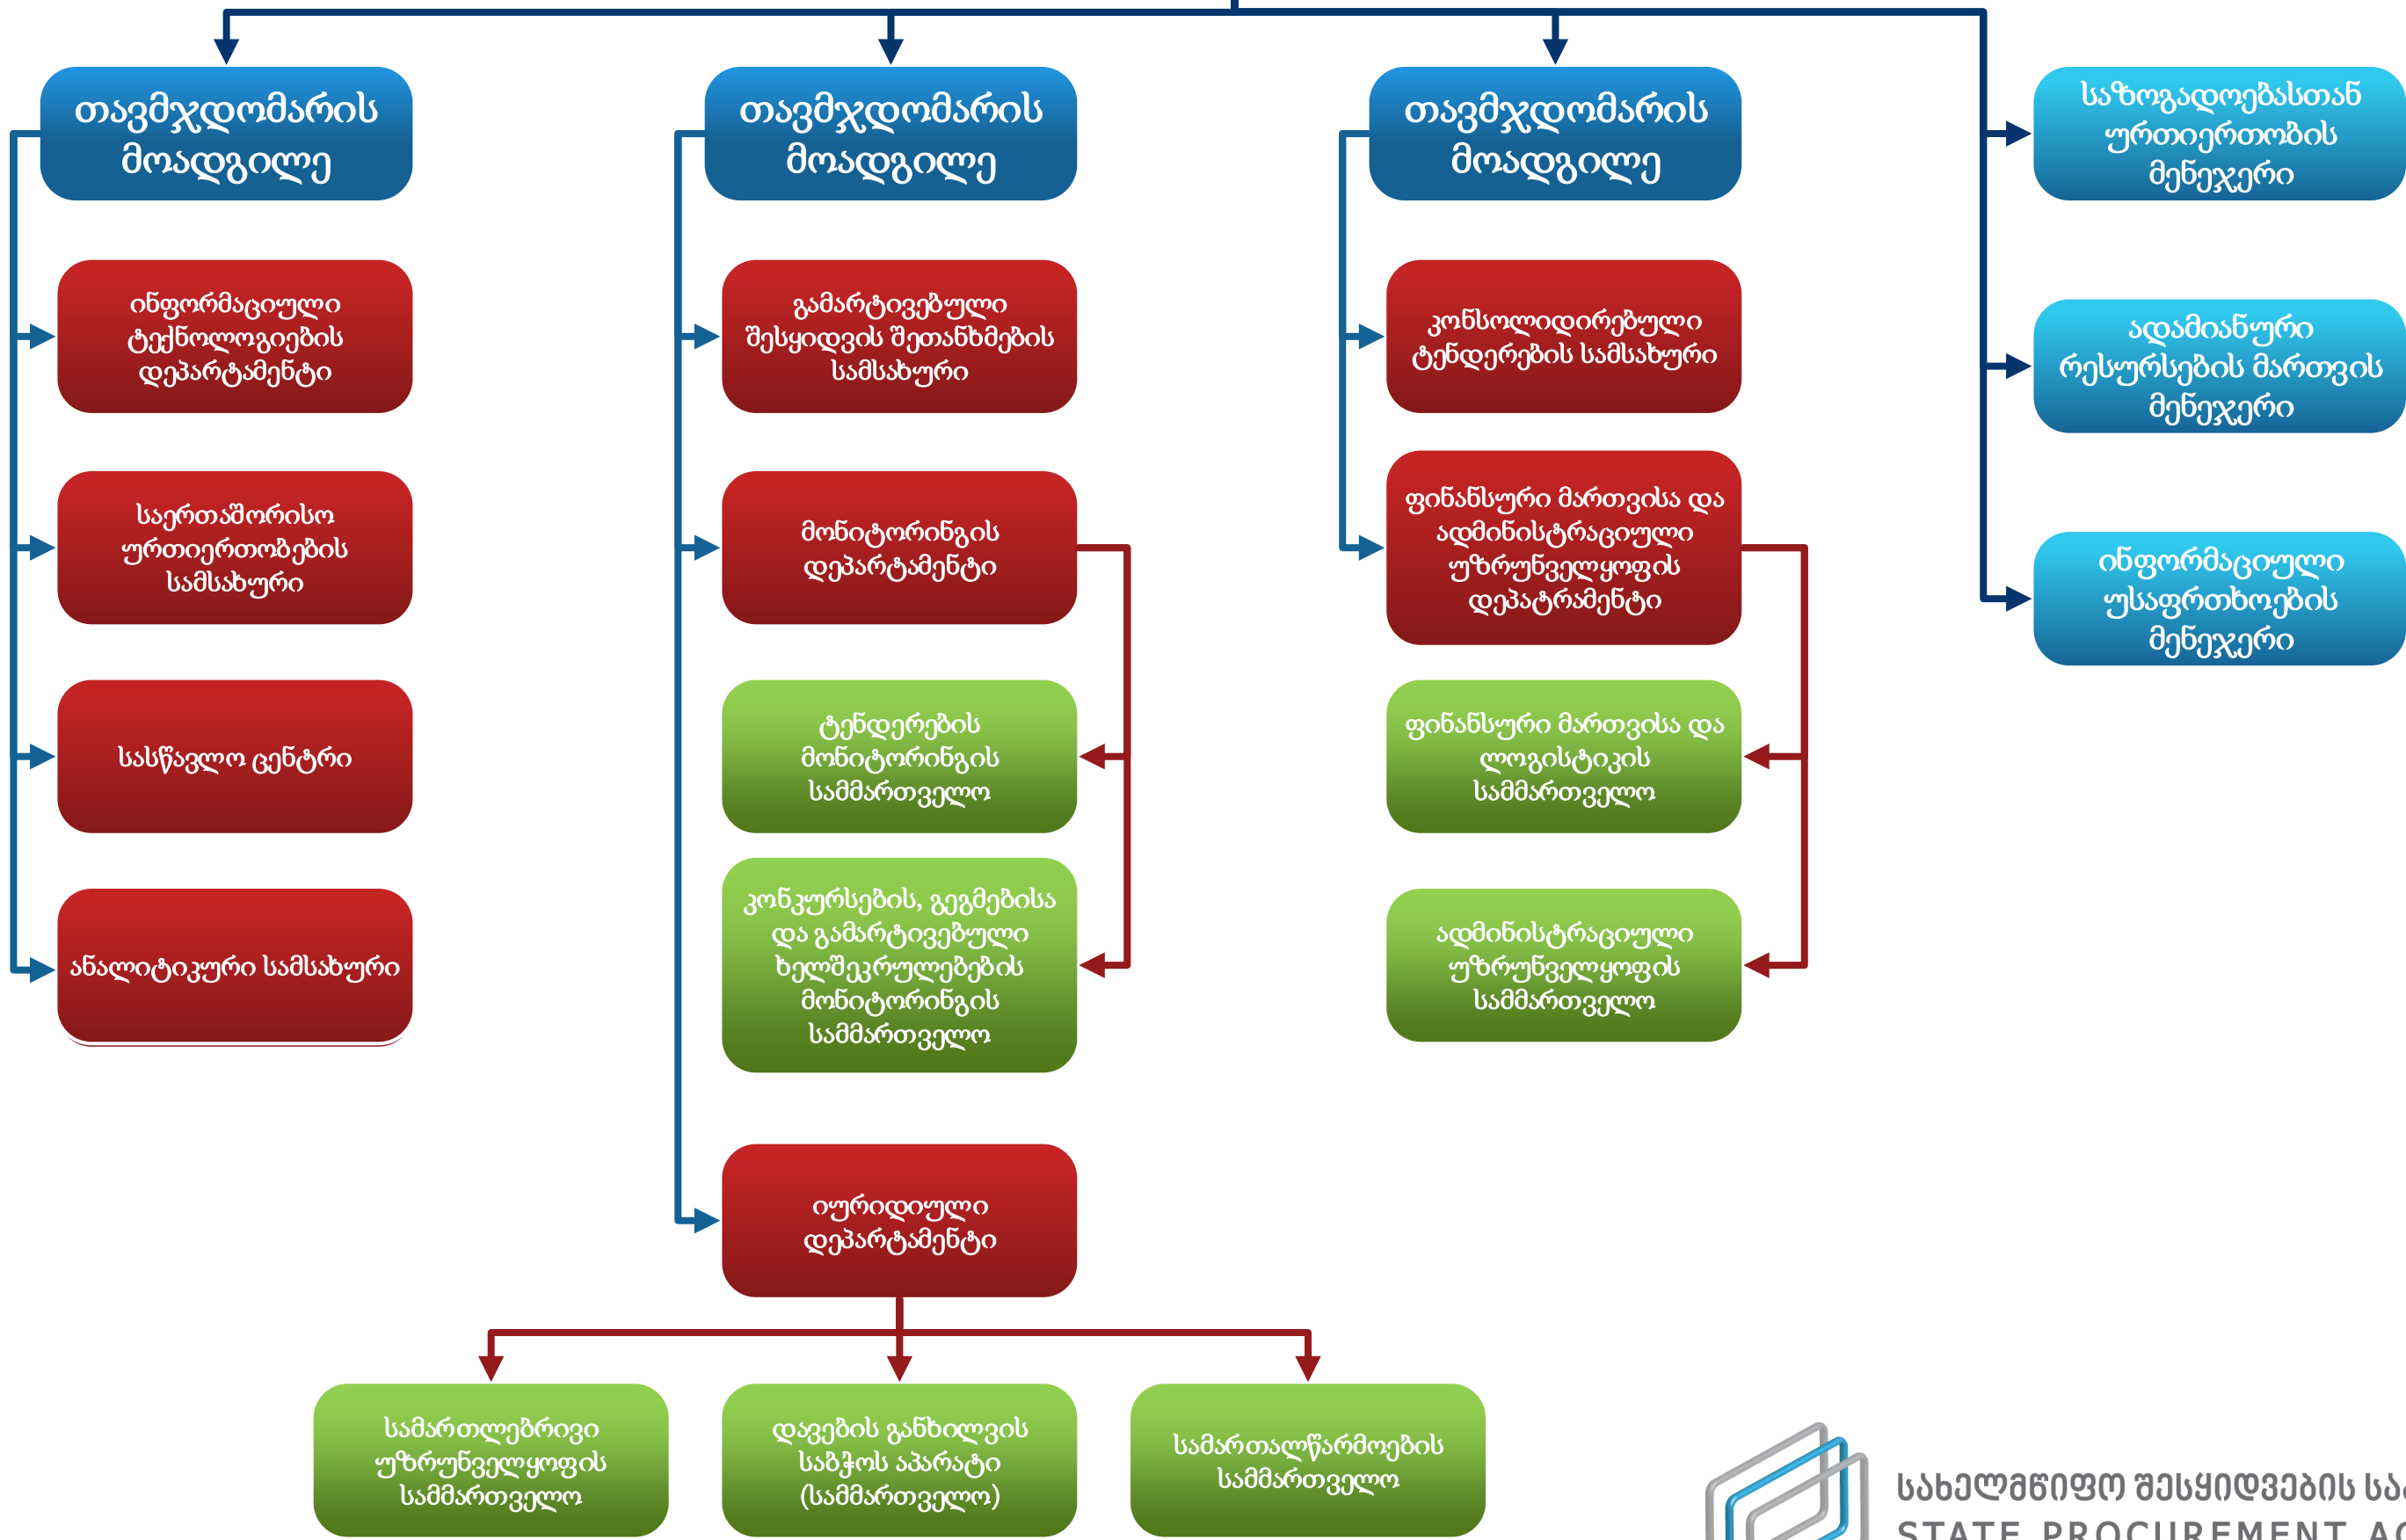 თავმჯდომარის
მოადგილე
ინფორმაციული
ტექნოლოგიების
დეპარტამენტი
საერთაშორისო
ურთიერთობების
სამსახური
სასწავლო ცენტრი
ანალიტიკური სამსახური
თავმჯდომარის
მოადგილე
გამარტივებული
შესყიდვის შეთანხმების
სამსახური
მონიტორინგის
დეპარტამენტი
ტენდერების
მონიტორინგის
სამმართველო
კონკურსების, გეგმებისა
და გამარტივებული
ხელშეკრულებების
მონიტორინგის
სამმართველო
იურიდიული
დეპარტამენტი
სამართლებრივი
უზრუნველყოფის
სამმართველო
დავების განხილვის
საბჭოს აპარატი
(სამმართველო)
სამართალწარმოების
სამმართველო
თავმჯდომარის
მოადგილე
კონსოლიდირებული
ტენდერების სამსახური
ფინანსური მართვისა და
ადმინისტრაციული
უზრუნველყოფის
დეპატრამენტი
ფინანსური მართვისა და
ლოგისტიკის
სამმართველო
ადმინისტრაციული
უზრუნველყოფის
სამმართველო
საზოგადოებასთან
ურთიერთობის
მენეჯერი
ადამიანური
რესურსების მართვის
მენეჯერი
ინფორმაციული
უსაფრთხოების
მენეჯერი
სახელმწიფო შესყიდვების
STATE PROCUREMENT